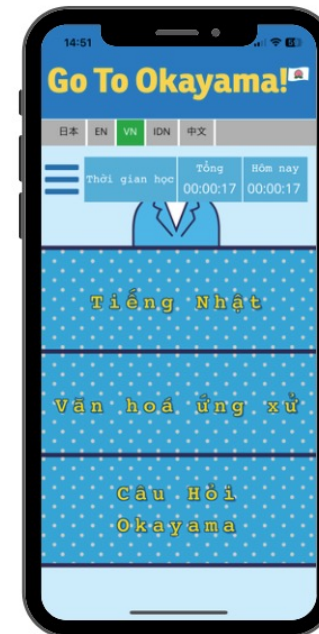 14:51
Go To Okayama!
日本 EN VN IDN 中文
Thời gian học
Tổng
00:00:17
Hôm nay
00:00:17
Tiếng Nhật
Văn hoá ứng xử
Câu Hỏi
Okayama